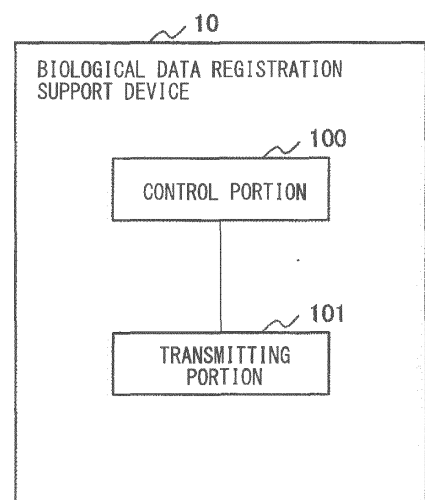 10
BIOLOGICAL DATA REGISTRATION
SUPPORT DEVICE
100
CONTROL PORTION
101
TRANSMITTING
PORTION